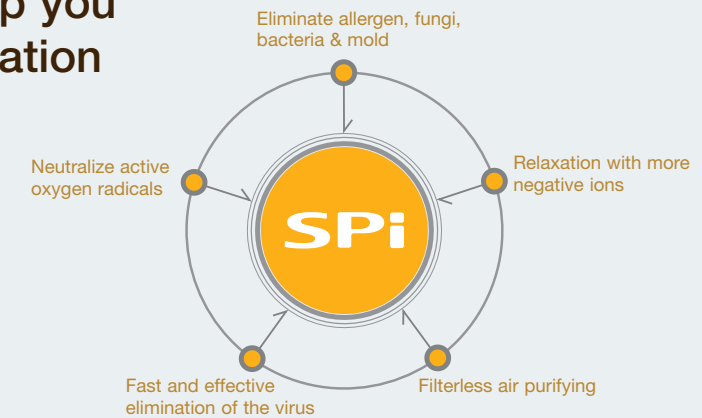 p you
ation
Eliminate allergen, fungi,
bacteria & mold
Neutralize active
oxygen radicals
Relaxation with more
negative ions
SPi
Fast and effective
elimination of the virus
Filterless air purifying